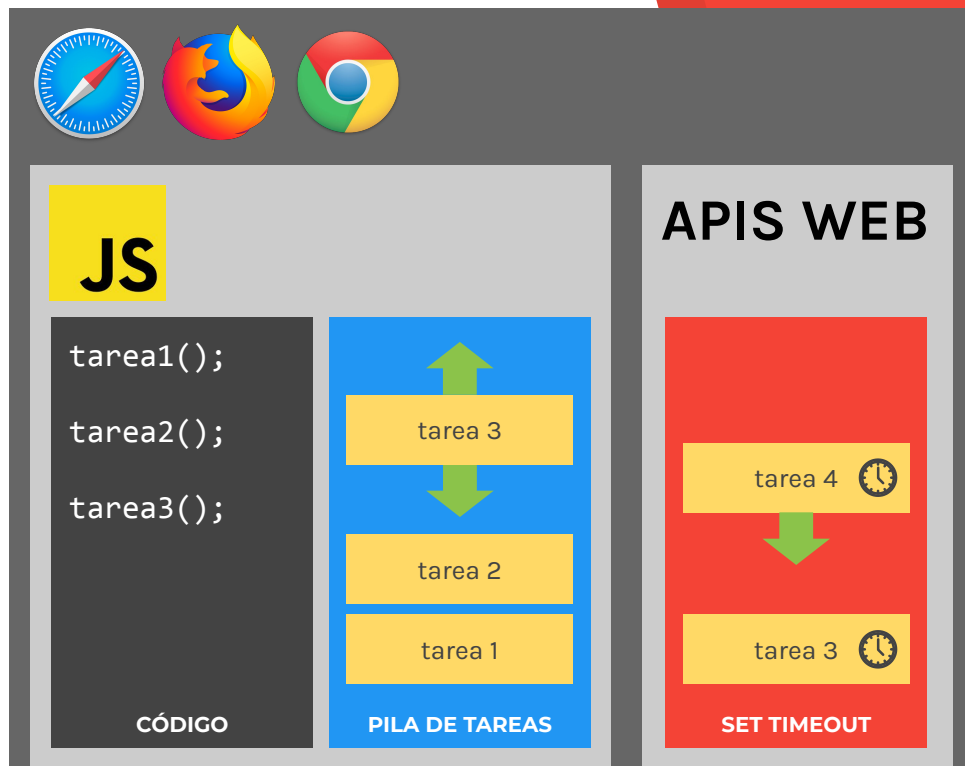 JS
APIS WEB
tarea1();
tarea2();
tarea3();
CÓDIGO
tarea 3
tarea 2
tarea 1
PILA DE TAREAS
tarea 4
tarea 3
SET TIMEOUT